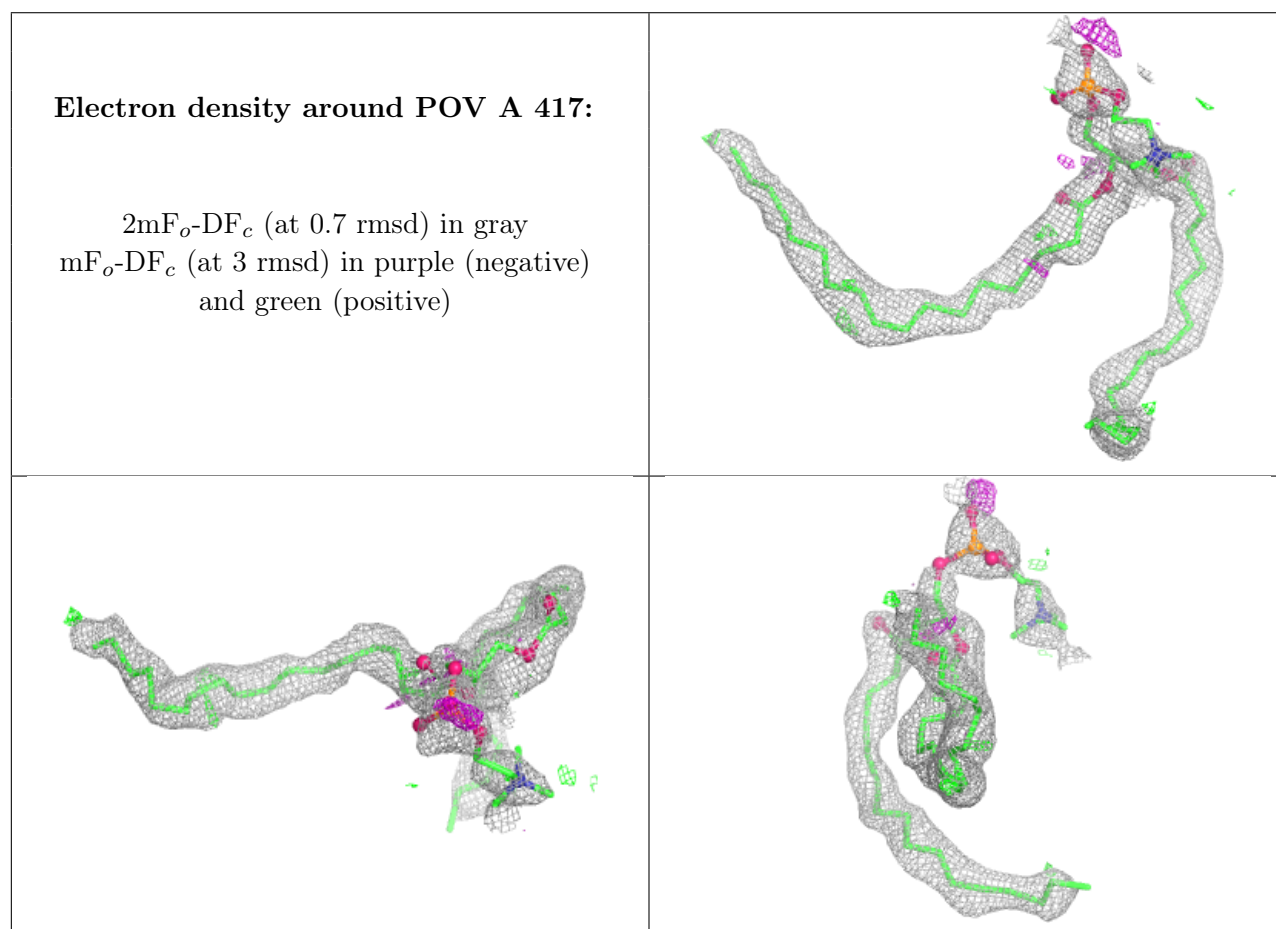 Electron density around POV A 417:
2mFₒ-DF𝒸 (at 0.7 rmsd) in gray
mFₒ-DF𝒸 (at 3 rmsd) in purple (negative)
and green (positive)